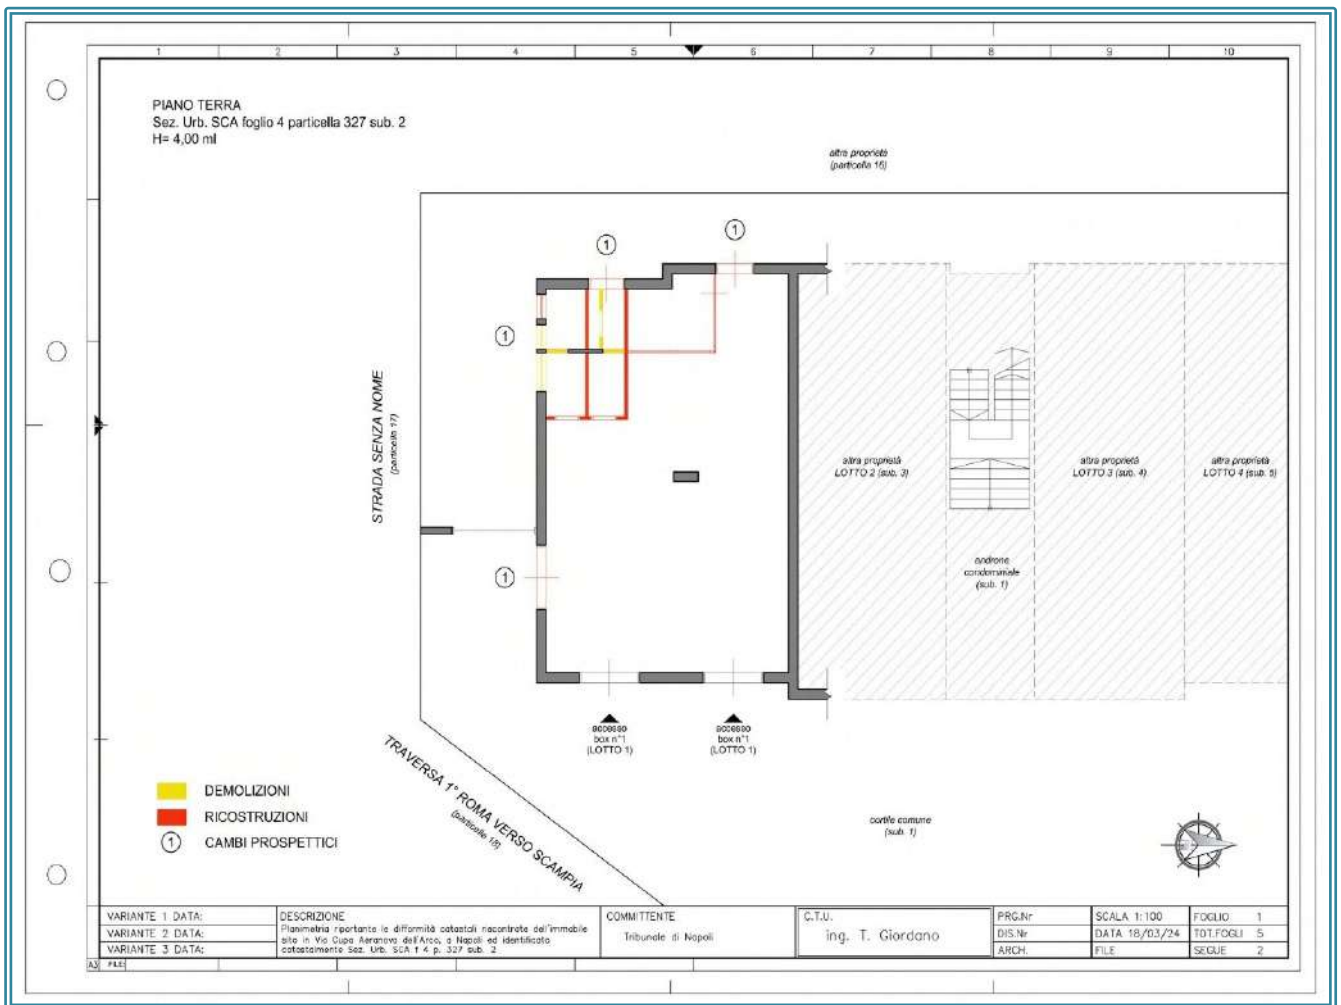 1 2 3 4 5 6 7 8 9 10
PIANO TERRA
Sez. Urb. SCA foglio 4 particella 327 sub. 2
H= 4,00 ml
altra proprietà
(particella 16)
1
1
1
STRADA SENZA NOME
(particella 17)
altra proprietà
LOTTO 2 (sub. 3)
altra proprietà
LOTTO 3 (sub. 4)
altra proprietà
LOTTO 4 (sub. 5)
androne
condominiale
(sub. 1)
1
accesso
box n°1
(LOTTO 1)
accesso
box n°1
(LOTTO 1)
TRAVERSA 1° ROMA VERSO SCAMPIA
(particella 18)
cortile comune
(sub. 1)
DEMOLIZIONI
RICOSTRUZIONI
1 CAMBI PROSPETTICI
VARIANTE 1 DATA:
VARIANTE 2 DATA:
VARIANTE 3 DATA:
DESCRIZIONE
Planimetria riportante le difformità catastali riscontrate dell'immobile
sito in Via Cupa dell'Arco, a Napoli ed identificato
catastalmente Sez. Urb. SCA f 4 p. 327 sub. 2
COMMITTENTE
Tribunale di Napoli
C.T.U.
ing. T. Giordano
PRG.Nr
DIS.Nr
ARCH.
SCALA 1:100
DATA 18/03/24
FILE
FOGLIO 1
TOT.FOGLI 5
SEGUE 2
A3 FILE: